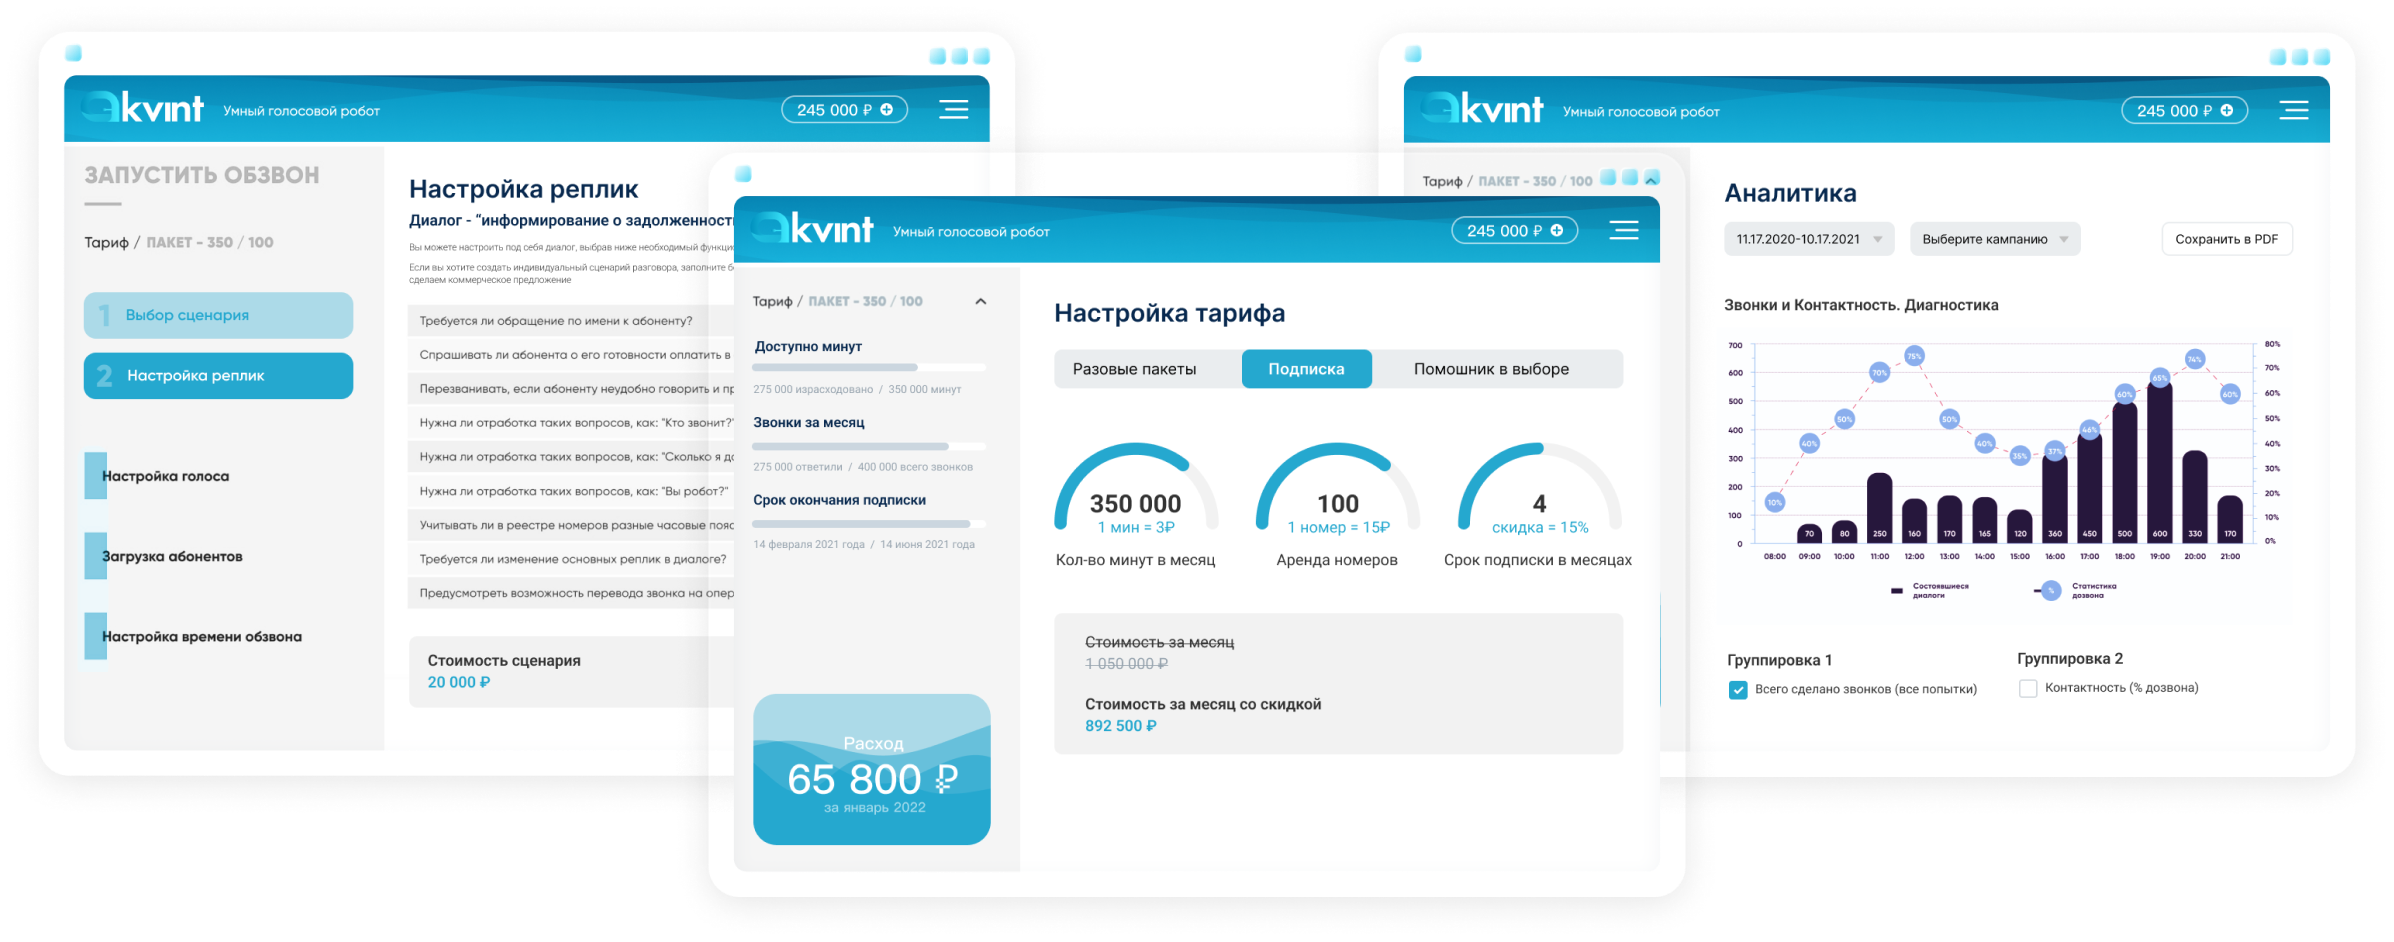 kvint
Умный голосовой робот
245 000 ₽
ЗАПУСТИТЬ ОБЗВОН
Тариф / ПАКЕТ - 350 / 100
1 Выбор сценария
2 Настройка реплик
Настройка голоса
Загрузка абонентов
Настройка времени обзвона
Настройка реплик
Диалог - “информирование о задолженност
Вы можете настроить под себя диалог, выбрав ниже необходимый
Если вы хотите создать индивидуальный сценарий разговора, заполните
сделаем коммерческое предложение
Требуется ли обращение по имени к абоненту?
Спрашивать ли абонента о его готовности оплатить в
Перезванивать, если абоненту неудобно говорить и
Нужна ли отработка таких вопросов, как: "Кто звонит?"
Нужна ли отработка таких вопросов, как: "Сколько я
Нужна ли отработка таких вопросов, как: "Вы робот?"
Учитывать ли в реестре номеров разные часовые
Требуется ли изменение основных реплик в диалоге?
Предусмотреть возможность перевода звонка на
Стоимость сценария
20 000 ₽
kvint
Умный голосовой робот
245 000 ₽
Тариф / ПАКЕТ - 350 / 100
Доступно минут
275 000 израсходовано / 350 000 минут
Звонки за месяц
275 000 ответили / 400 000 всего звонков
Срок окончания подписки
14 февраля 2021 года / 14 июня 2021 года
Расход
65 800 ₽
за январь 2022
Настройка тарифа
Разовые пакеты
Подписка
Помошник в выборе
350 000
1 мин = 3₽
Кол-во минут в месяц
100
1 номер = 15₽
Аренда номеров
4
скидка = 15%
Срок подписки в месяцах
Стоимость за месяц
1 050 000 ₽
Стоимость за месяц со скидкой
892 500 ₽
kvint
Умный голосовой робот
245 000 ₽
Тариф / ПАКЕТ - 350 / 100
Аналитика
11.17.2020-10.17.2021
Выберите кампанию
Сохранить в PDF
Звонки и Контактность. Диагностика
700
600
500
400
300
200
100
0
80%
70%
60%
50%
40%
30%
20%
10%
0%
10% 40% 50% 70% 75% 50% 40% 35% 37% 46% 60% 65% 74% 60%
70 80 250 160 170 165 120 360 450 500 600 330 170
08:00 09:00 10:00 11:00 12:00 13:00 14:00 15:00 16:00 17:00 18:00 19:00 20:00 21:00
Состоявшиеся
диалоги
%
Статистика
дозвона
Группировка 1
Всего сделано звонков (все попытки)
Группировка 2
Контактность (% дозвона)